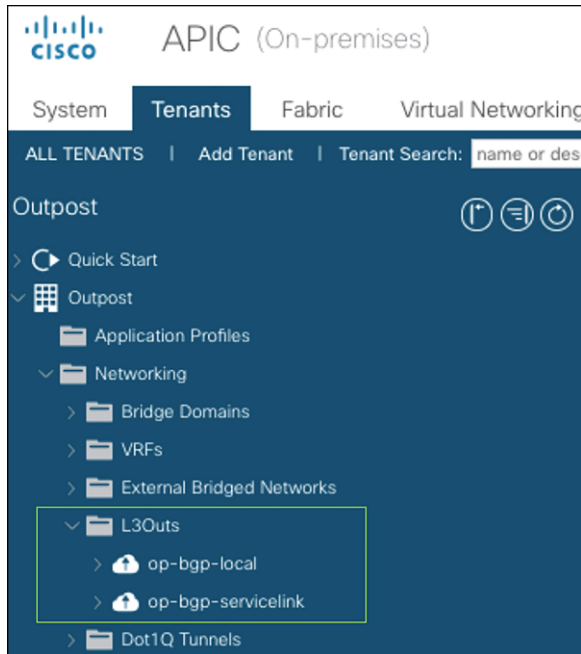 CISCO APIC (On-premises)
System Tenants Fabric Virtual Networking
ALL TENANTS | Add Tenant | Tenant Search: name or des
Outpost
Quick Start
Outpost
Application Profiles
Networking
Bridge Domains
VRFs
External Bridged Networks
L3Outs
op-bgp-local
op-bgp-servicelink
Dot1Q Tunnels